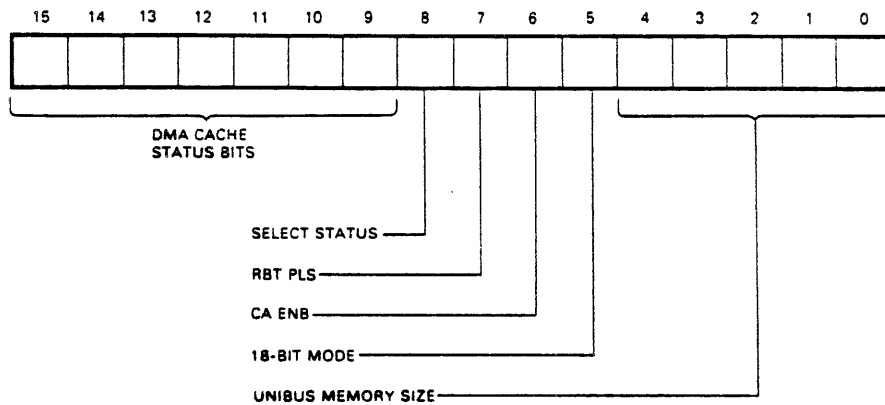 15 14 13 12 11 10 9 8 7 6 5 4 3 2 1 0
DMA CACHE
STATUS BITS
SELECT STATUS
RBT PLS
CA ENB
18-BIT MODE
UNIBUS MEMORY SIZE